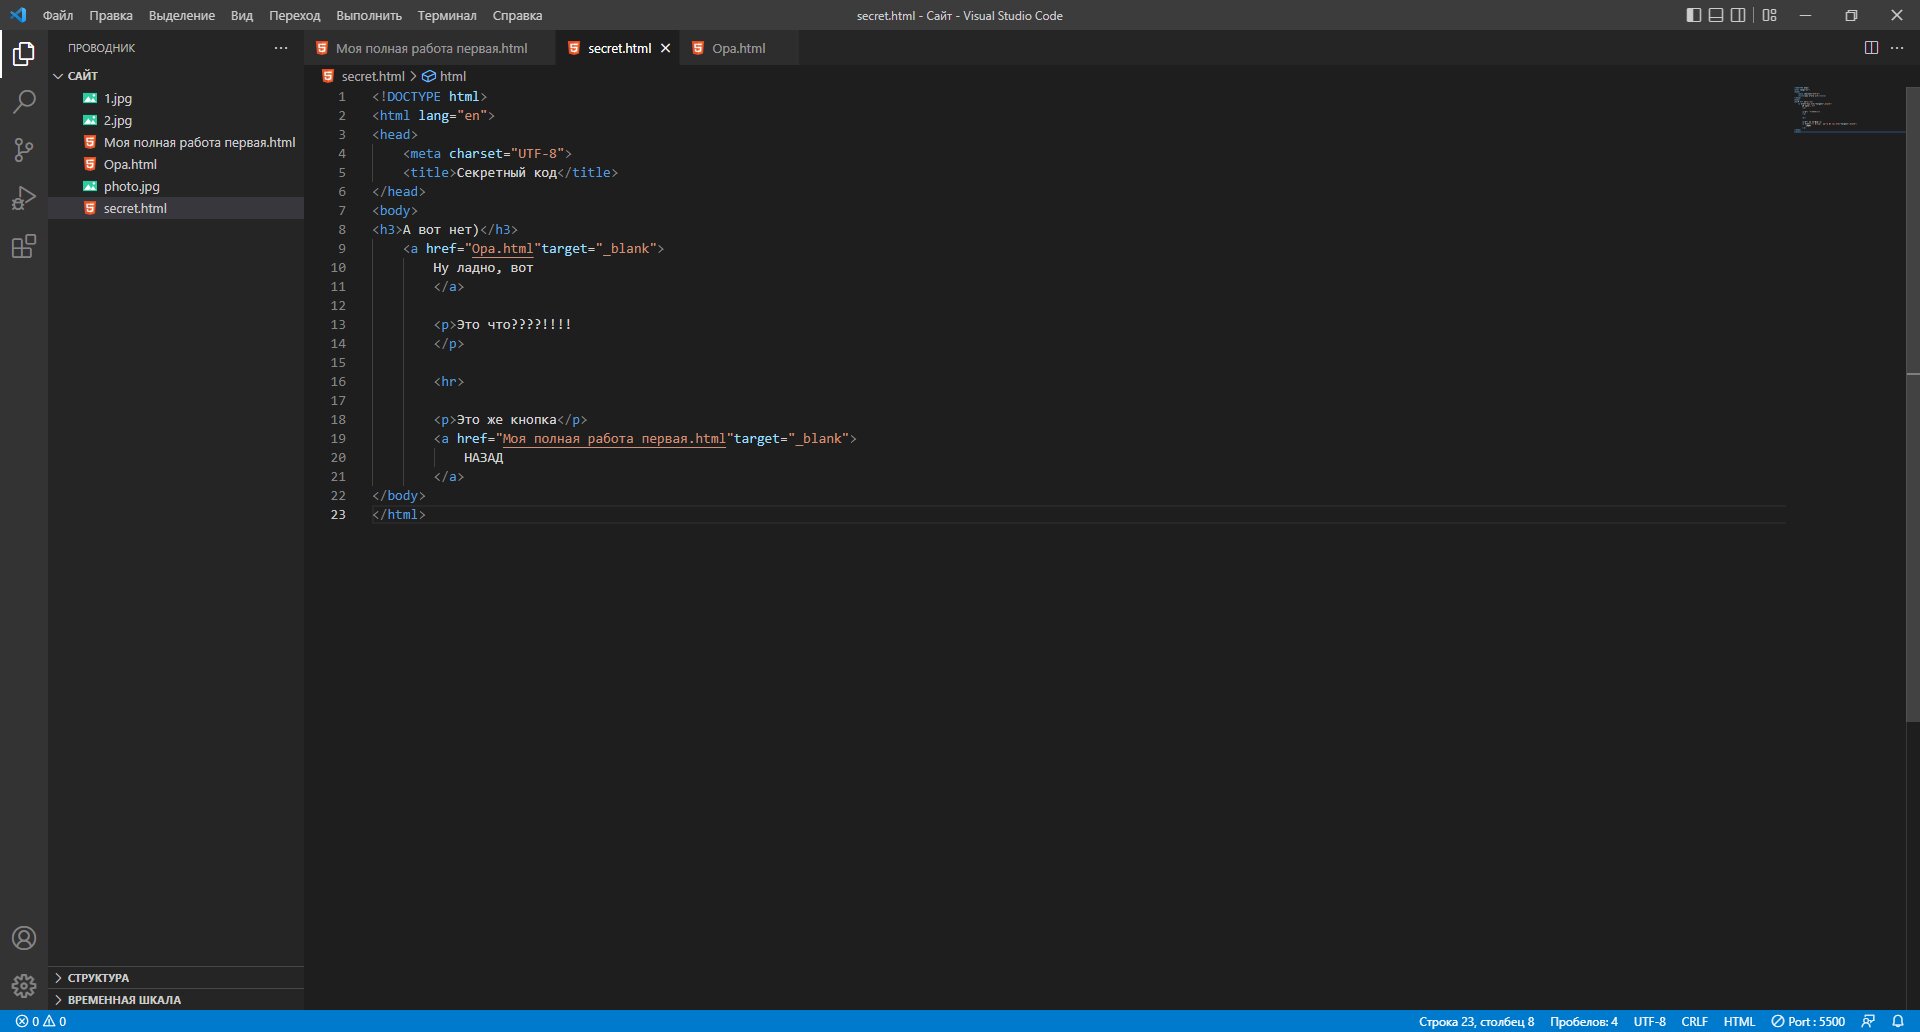 Файл Правка Выделение Вид Переход Выполнить Терминал Справка
secret.html - Сайт - Visual Studio Code
ПРОВОДНИК
САЙТ
1.jpg
2.jpg
Моя полная работа первая.html
Opa.html
photo.jpg
secret.html
СТРУКТУРА
ВРЕМЕННАЯ ШКАЛА
Моя полная работа первая.html secret.html Opa.html
secret.html > html
1 <!DOCTYPE html>
2 <html lang="en">
3 <head>
4 <meta charset="UTF-8">
5 <title>Секретный код</title>
6 </head>
7 <body>
8 <h3>А вот нет)</h3>
9 <a href="Opa.html"target="_blank">
10 Ну ладно, вот
11 </a>
12
13 <p>Это что????!!!!
14 </p>
15
16 <hr>
17
18 <p>Это же кнопка</p>
19 <a href="Моя полная работа первая.html"target="_blank">
20 НАЗАД
21 </a>
22 </body>
23 </html>
0 0
Строка 23, столбец 8 Пробелов: 4 UTF-8 CRLF HTML Port : 5500